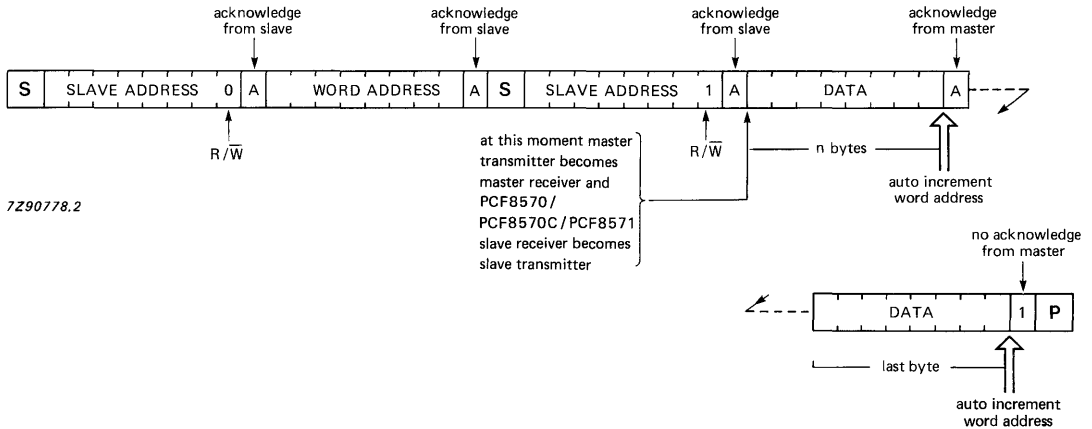 acknowledge
from slave
acknowledge
from slave
acknowledge
from slave
acknowledge
from master
S SLAVE ADDRESS 0 A WORD ADDRESS A S SLAVE ADDRESS 1 A DATA A
R/W̅
R/W̅
at this moment master
transmitter becomes
master receiver and
PCF8570/
PCF8570C/PCF8571
slave receiver becomes
slave transmitter
n bytes
auto increment
word address
7Z90778.2
no acknowledge
from master
DATA 1 P
last byte
auto increment
word address